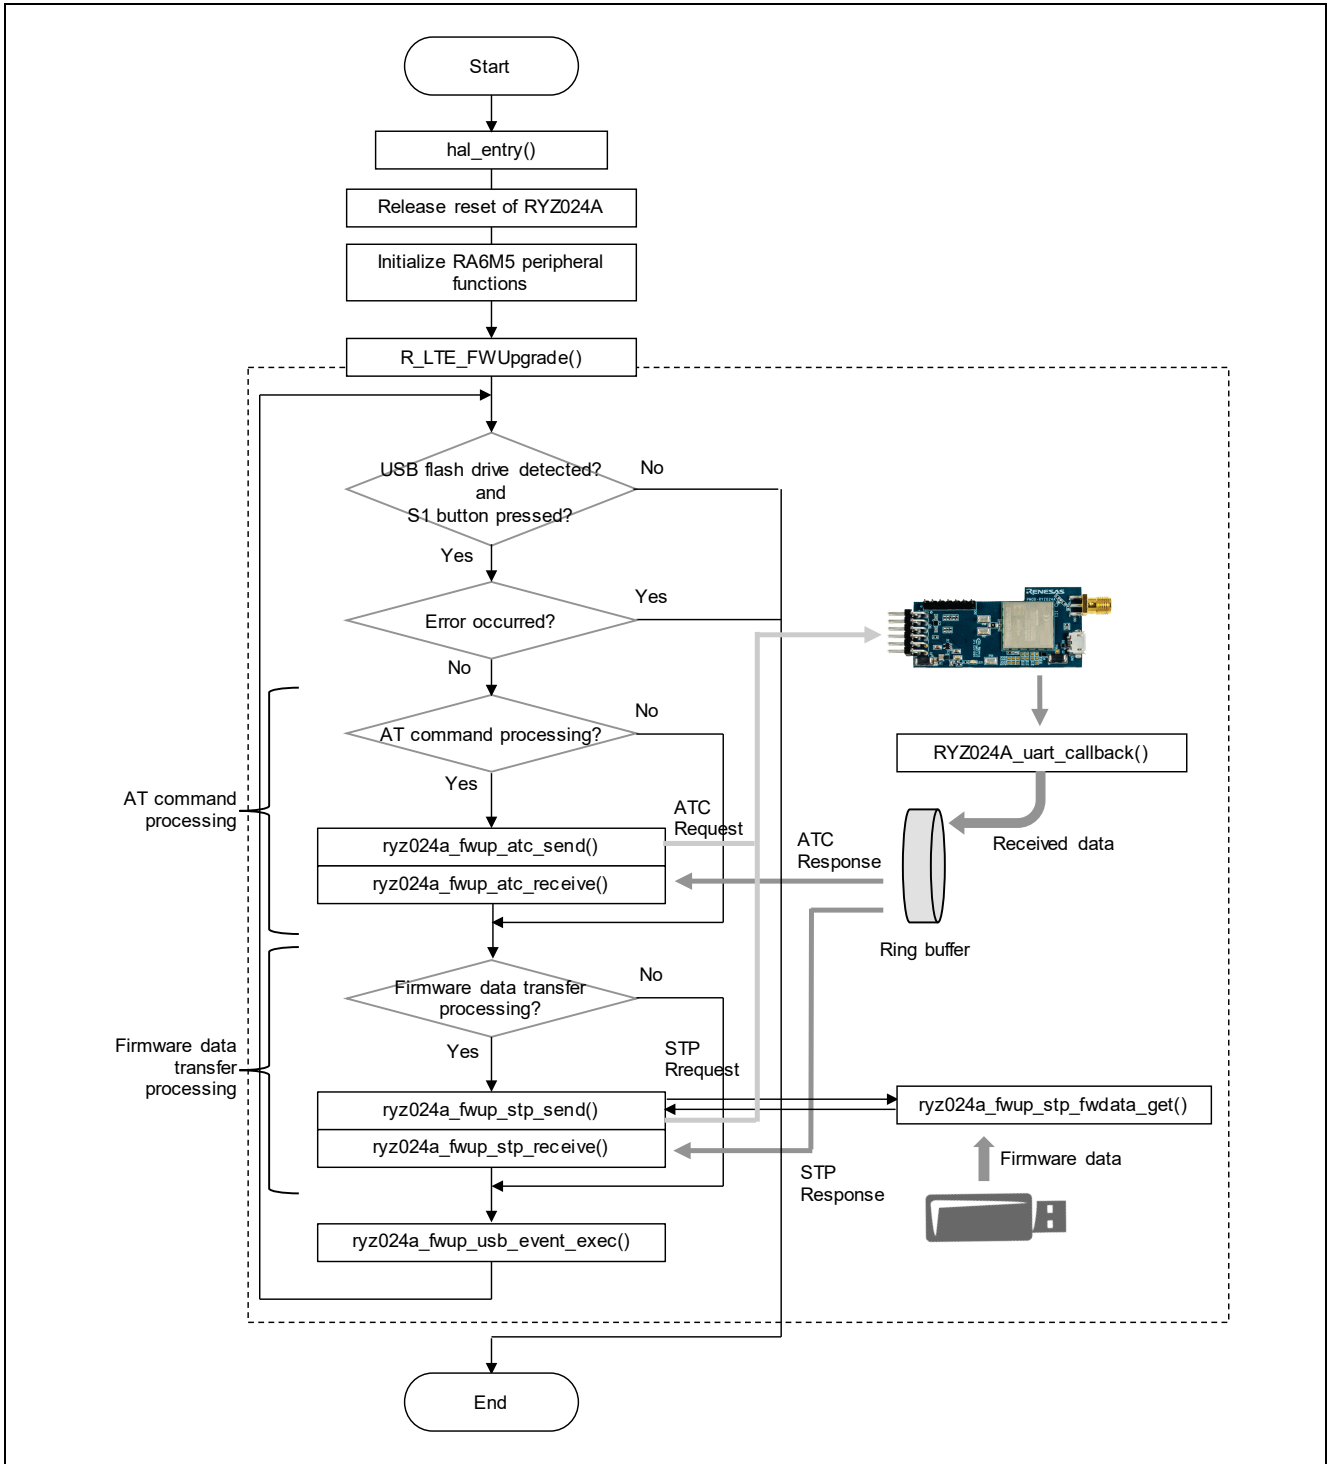 Start
hal_entry()
Release reset of RYZ024A
Initialize RA6M5 peripheral
functions
R_LTE_FWUpgrade()
USB flash drive detected?
and
S1 button pressed?
No
Yes
Error occurred?
Yes
No
RENESAS
AT command processing?
No
Yes
RYZ024A_uart_callback()
AT command
processing
ATC
Request
ryz024a_fwup_atc_send()
ryz024a_fwup_atc_receive()
ATC
Response
Received data
Ring buffer
Firmware data transfer
processing?
No
Yes
Firmware data
transfer
processing
STP
Rrequest
ryz024a_fwup_stp_send()
ryz024a_fwup_stp_receive()
ryz024a_fwup_stp_fwdata_get()
Firmware data
STP
Response
ryz024a_fwup_usb_event_exec()
End